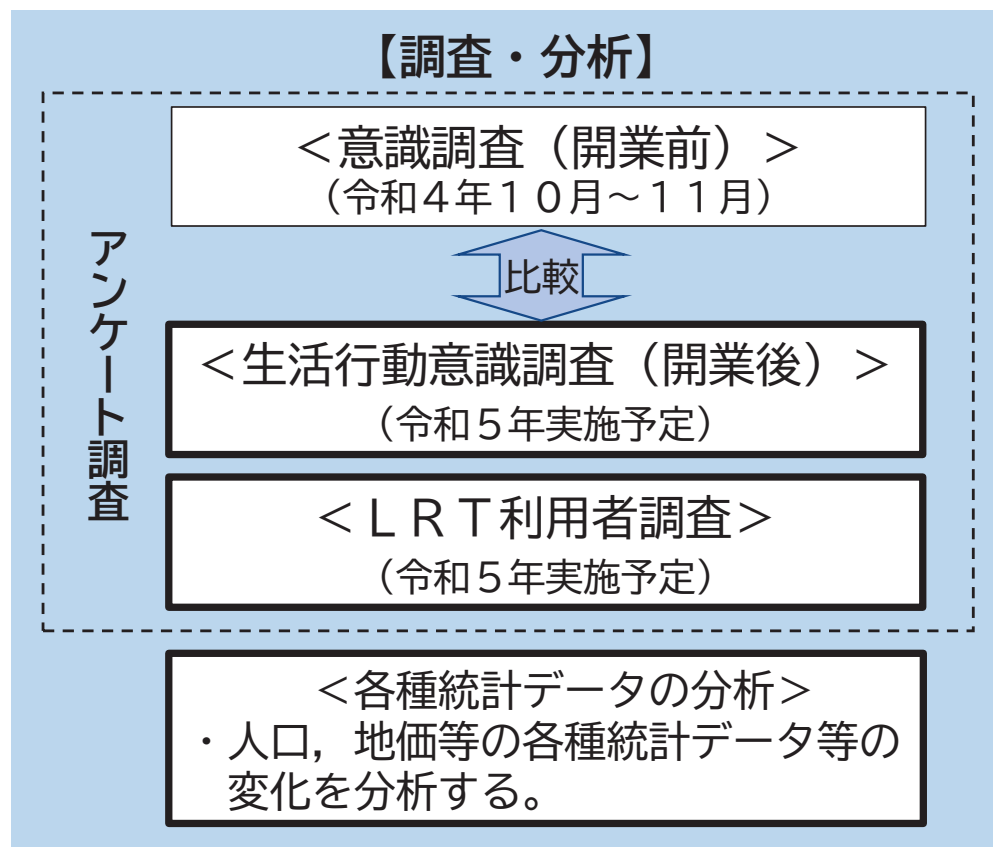 【調査・分析】
アンケート調査
＜意識調査（開業前）＞
（令和４年１０月～１１月）
比較
＜生活行動意識調査（開業後）＞
（令和５年実施予定）
＜ＬＲＴ利用者調査＞
（令和５年実施予定）
＜各種統計データの分析＞
・人口，地価等の各種統計データ等の
変化を分析する。